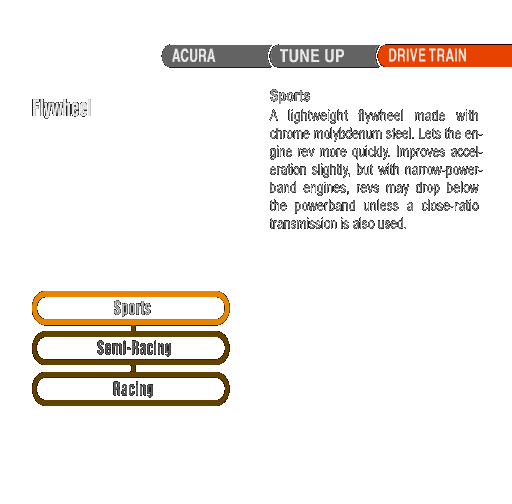 ACURA TUNE UP DRIVE TRAIN
Flywheel
Sports
A lightweight flywheel made with
chrome molybdenum steel. Lets the en-
gine rev more quickly. Improves accel-
eration slightly, but with narrow-power-
band engines, revs may drop below
the powerband unless a close-ratio
transmission is also used.
Sports
Semi-Racing
Racing